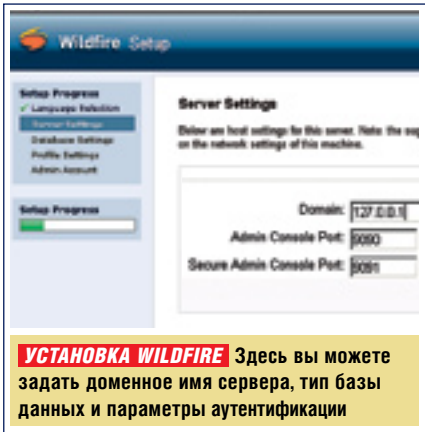 Wildfire Setup
Setup Progress
✓ Language Selection
Server Settings
Database Settings
Profile Settings
Admin Account
Setup Progress
Server Settings
Below are host settings for this server. Note: the sug
on the network settings of this machine.
Domain: 127.0.0.1
Admin Console Port: 9090
Secure Admin Console Port: 9091
УСТАНОВКА WILDFIRE Здесь вы можете
задать доменное имя сервера, тип базы
данных и параметры аутентификации